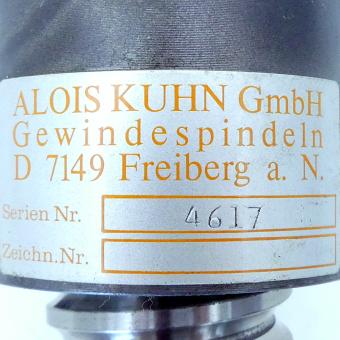 ALOIS KUHN GmbH
Gewindespindeln
D 7149 Freiberg a. N.
Serien Nr. 4617
Zeichn.Nr.